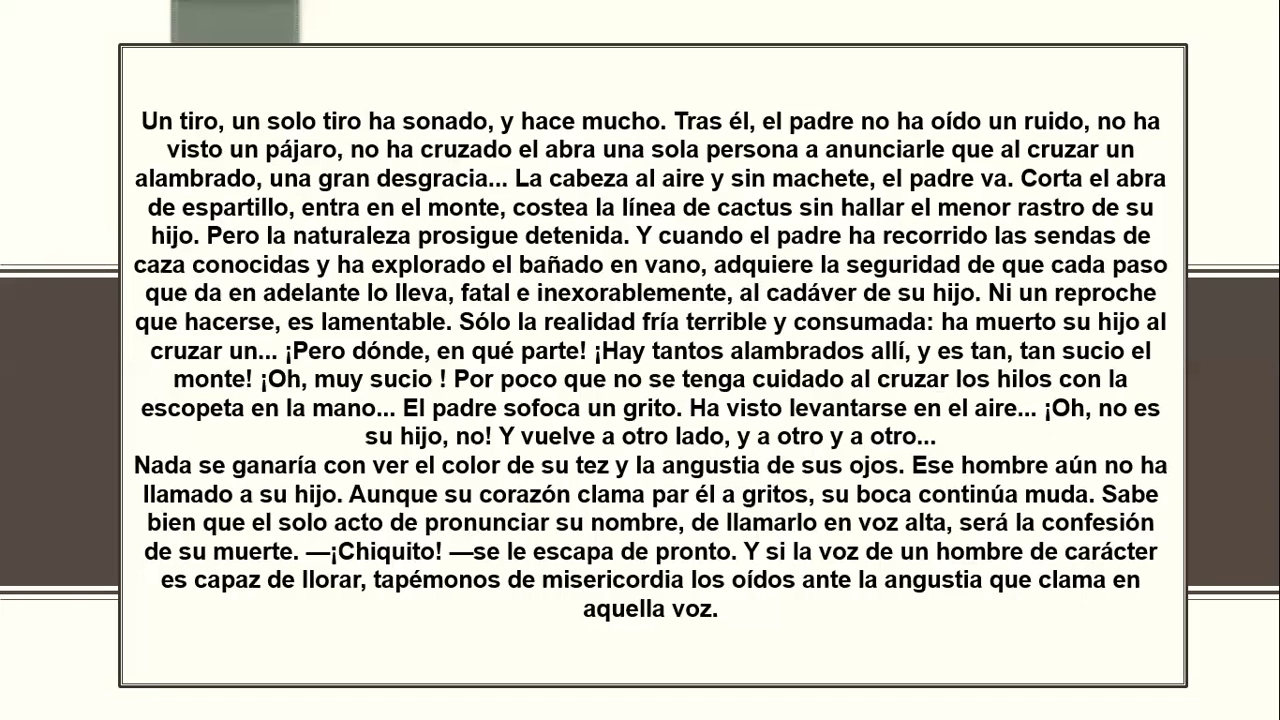 Un tiro, un solo tiro ha sonado, y hace mucho. Tras él, el padre no ha oído un ruido, no ha
visto un pájaro, no ha cruzado el abra una sola persona a anunciarle que al cruzar un
alambrado, una gran desgracia... La cabeza al aire y sin machete, el padre va. Corta el abra
de espartillo, entra en el monte, costea la línea de cactus sin hallar el menor rastro de su
hijo. Pero la naturaleza prosigue detenida. Y cuando el padre ha recorrido las sendas de
caza conocidas y ha explorado el bañado en vano, adquiere la seguridad de que cada paso
que da en adelante lo lleva, fatal e inexorablemente, al cadáver de su hijo. Ni un reproche
que hacerse, es lamentable. Sólo la realidad fría terrible y consumada: ha muerto su hijo al
cruzar un... ¡Pero dónde, en qué parte! ¡Hay tantos alambrados allí, y es tan, tan sucio el
monte! ¡Oh, muy sucio ! Por poco que no se tenga cuidado al cruzar los hilos con la
escopeta en la mano... El padre sofoca un grito. Ha visto levantarse en el aire... ¡Oh, no es
su hijo, no! Y vuelve a otro lado, y a otro y a otro...
Nada se ganaría con ver el color de su tez y la angustia de sus ojos. Ese hombre aún no ha
llamado a su hijo. Aunque su corazón clama par él a gritos, su boca continúa muda. Sabe
bien que el solo acto de pronunciar su nombre, de llamarlo en voz alta, será la confesión
de su muerte. —¡Chiquito! —se le escapa de pronto. Y si la voz de un hombre de carácter
es capaz de llorar, tapémonos de misericordia los oídos ante la angustia que clama en
aquella voz.